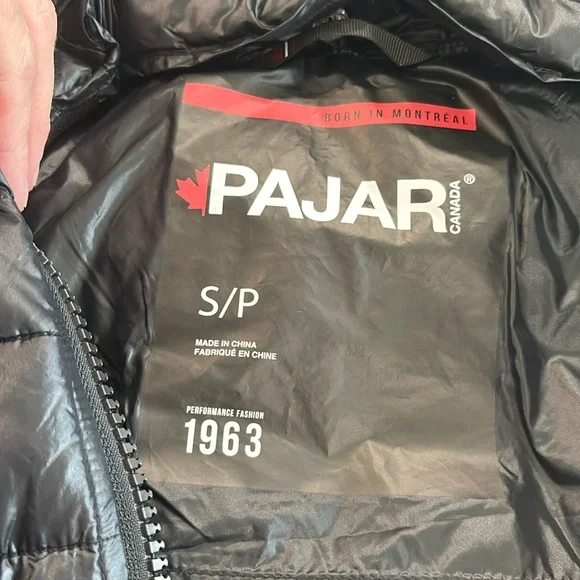 BORN IN MONTRÉAL
PAJAR ®
CANADA
S/P
MADE IN CHINA
FABRIQUÉ EN CHINE
PERFORMANCE FASHION
1963